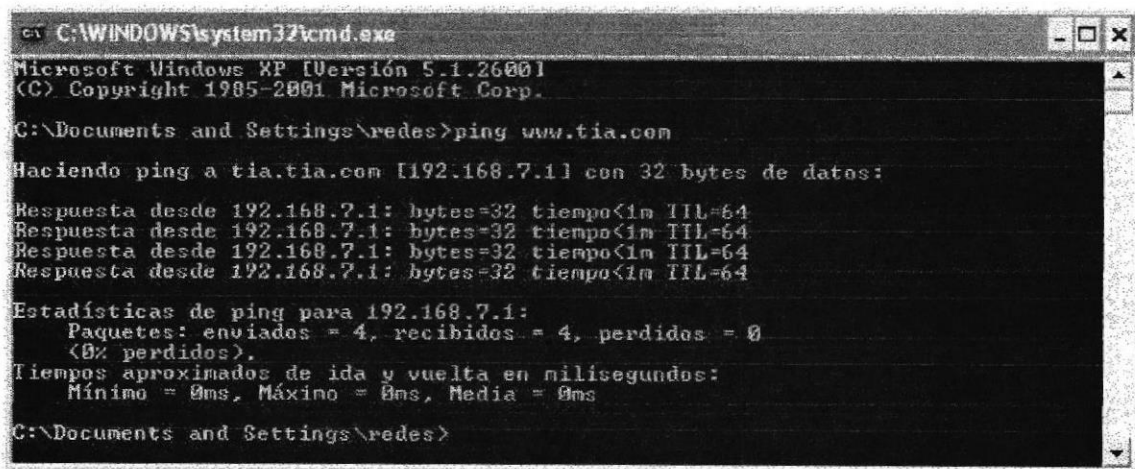 C:\WINDOWS\system32\cmd.exe
Microsoft Windows XP [Versión 5.1.2600]
(C) Copyright 1985-2001 Microsoft Corp.
C:\Documents and Settings\redes>ping www.tia.com
Haciendo ping a tia.tia.com [192.168.7.1] con 32 bytes de datos:
Respuesta desde 192.168.7.1: bytes=32 tiempo<1m TTL=64
Respuesta desde 192.168.7.1: bytes=32 tiempo<1m TTL=64
Respuesta desde 192.168.7.1: bytes=32 tiempo<1m TTL=64
Respuesta desde 192.168.7.1: bytes=32 tiempo<1m TTL=64
Estadísticas de ping para 192.168.7.1:
Paquetes: enviados = 4, recibidos = 4, perdidos = 0
(0% perdidos),
Tiempos aproximados de ida y vuelta en milisegundos:
Mínimo = 0ms, Máximo = 0ms, Media = 0ms
C:\Documents and Settings\redes>